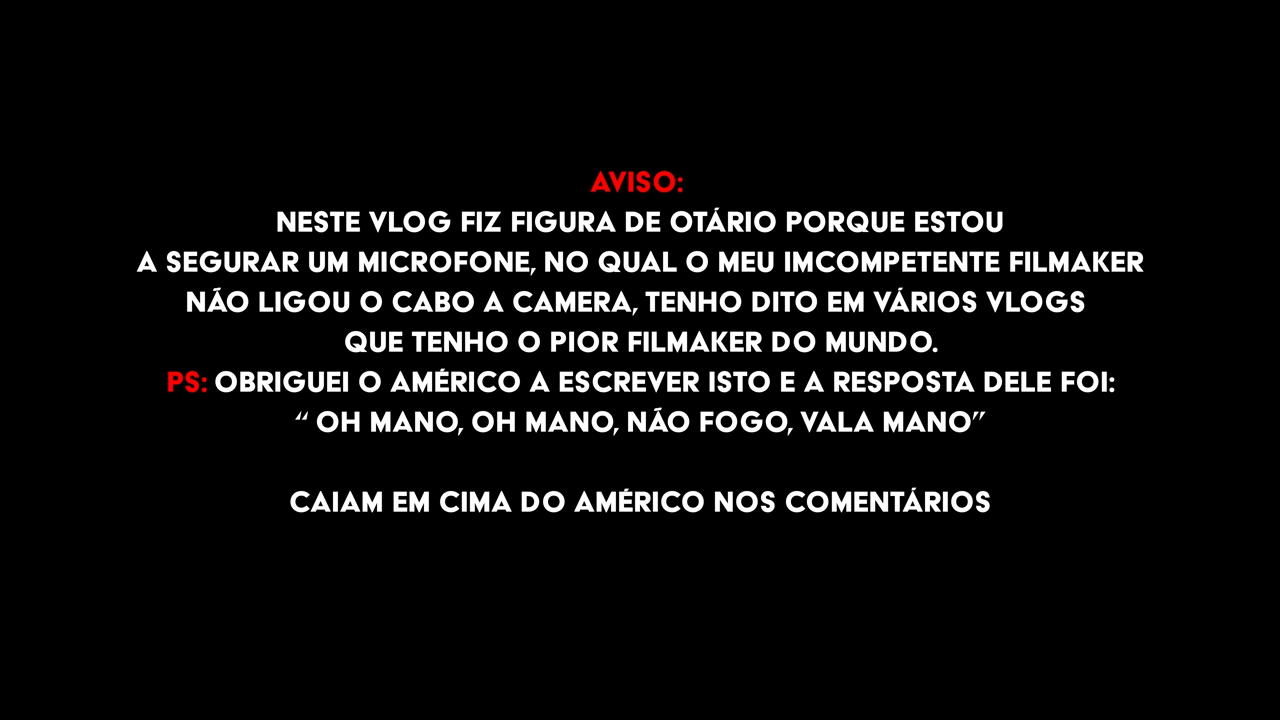 AVISO:
NESTE VLOG FIZ FIGURA DE OTÁRIO PORQUE ESTOU
A SEGURAR UM MICROFONE, NO QUAL O MEU IMCOMPETENTE FILMAKER
NÃO LIGOU O CABO A CAMERA, TENHO DITO EM VÁRIOS VLOGS
QUE TENHO O PIOR FILMAKER DO MUNDO.
PS: OBRIGUEI O AMÉRICO A ESCREVER ISTO E A RESPOSTA DELE FOI:
“ OH MANO, OH MANO, NÃO FOGO, VALA MANO”
CAIAM EM CIMA DO AMÉRICO NOS COMENTÁRIOS